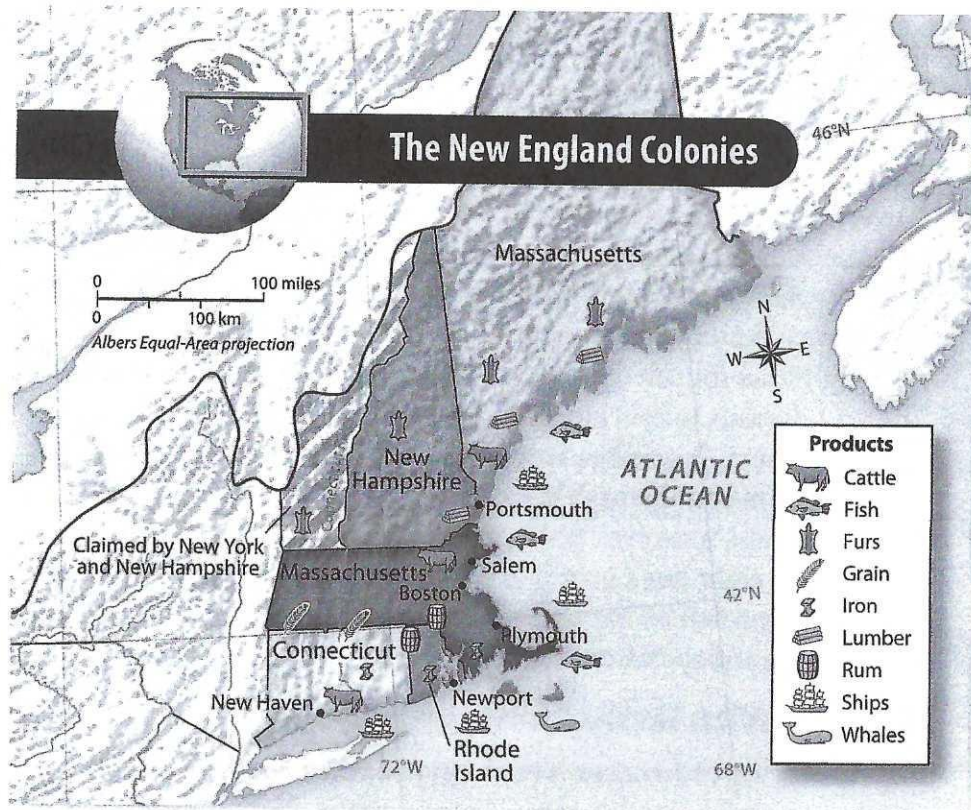 The New England Colonies
46°N
Massachusetts
0 100 miles
0 100 km
Albers Equal-Area projection
N
W E
S
New
Hampshire
ATLANTIC
OCEAN
Portsmouth
Claimed by New York
and New Hampshire
Massachusetts
Salem
Boston
42°N
Plymouth
Connecticut
New Haven
Newport
Rhode
Island
72°W
68°W
Products
Cattle
Fish
Furs
Grain
Iron
Lumber
Rum
Ships
Whales